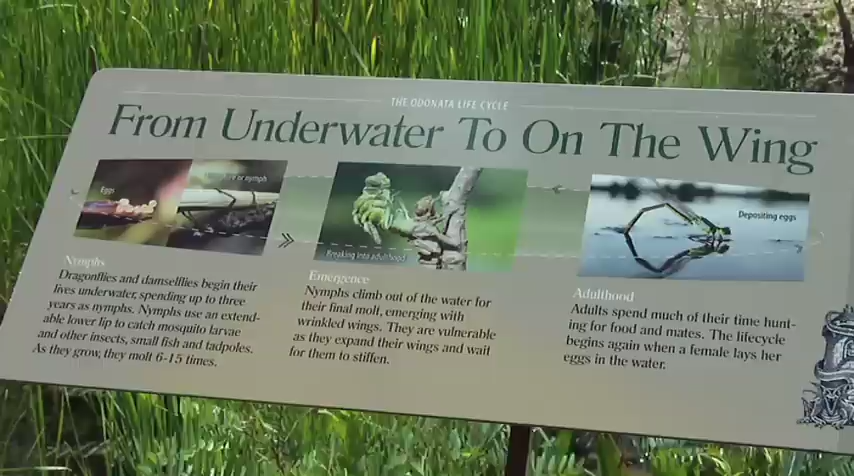 THE ODONATA LIFE CYCLE
From Underwater To On The Wing
Eggs
or nymph
Breaking into adulthood
Depositing eggs
Nymphs
Dragonflies and damselflies begin their
lives underwater, spending up to three
years as nymphs. Nymphs use an extend-
able lower lip to catch mosquito larvae
and other insects, small fish and tadpoles.
As they grow, they molt 6-15 times.
Emergence
Nymphs climb out of the water for
their final molt, emerging with
wrinkled wings. They are vulnerable
as they expand their wings and wait
for them to stiffen.
Adulthood
Adults spend much of their time hunt-
ing for food and mates. The lifecycle
begins again when a female lays her
eggs in the water.